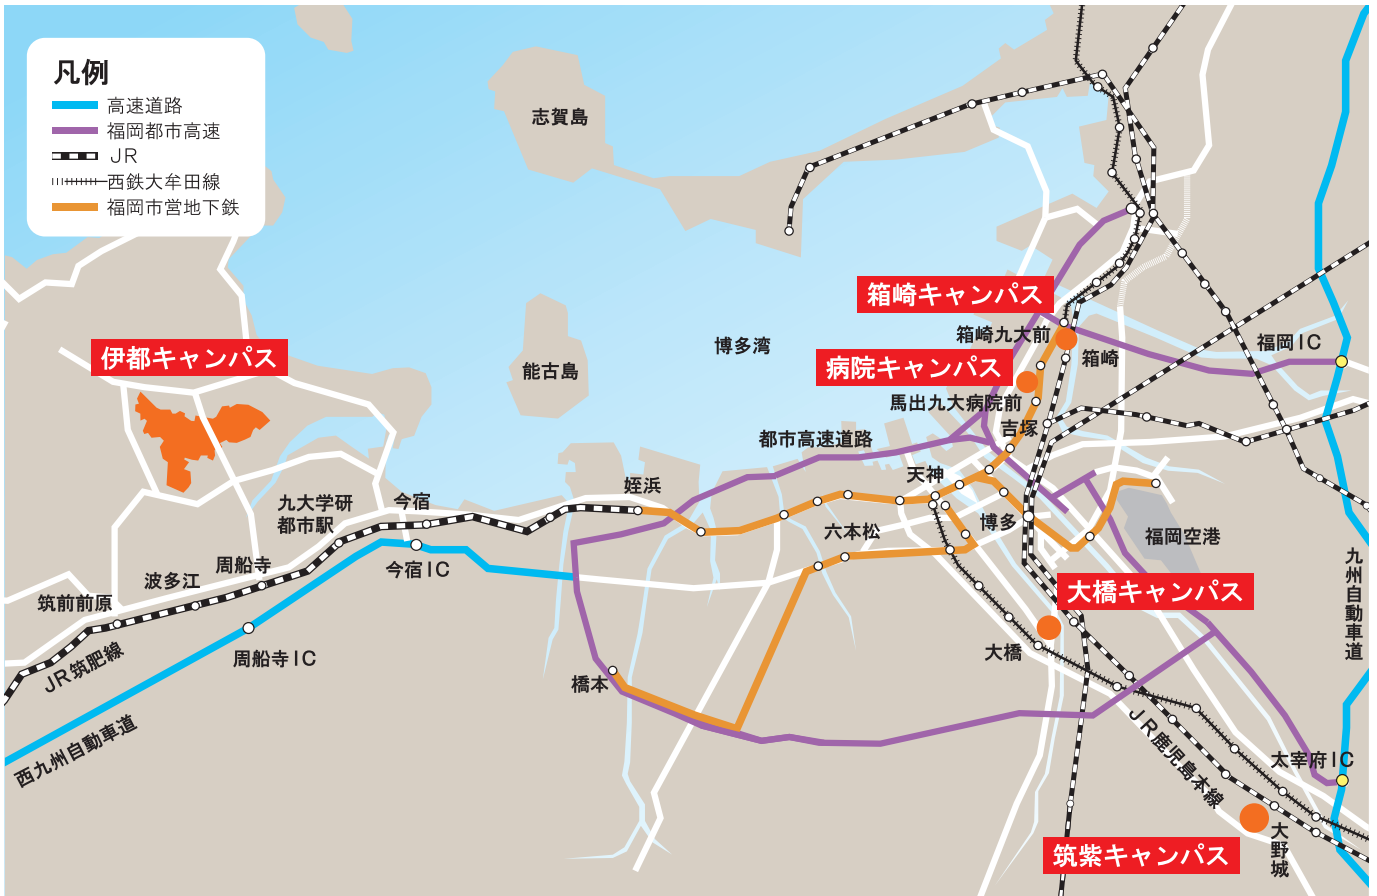 凡例
高速道路
福岡都市高速
JR
西鉄大牟田線
福岡市営地下鉄
志賀島
箱崎キャンパス
箱崎九大前
福岡IC
伊都キャンパス
博多湾
箱崎
病院キャンパス
能古島
馬出九大病院前
吉塚
都市高速道路
天神
姪浜
九大学研
都市駅
今宿
六本松
博多
福岡空港
周船寺
今宿IC
波多江
九州自動車道
筑前前原
大橋キャンパス
JR筑肥線
周船寺IC
大橋
橋本
西九州自動車道
JR鹿児島本線
太宰府IC
筑紫キャンパス
大野城